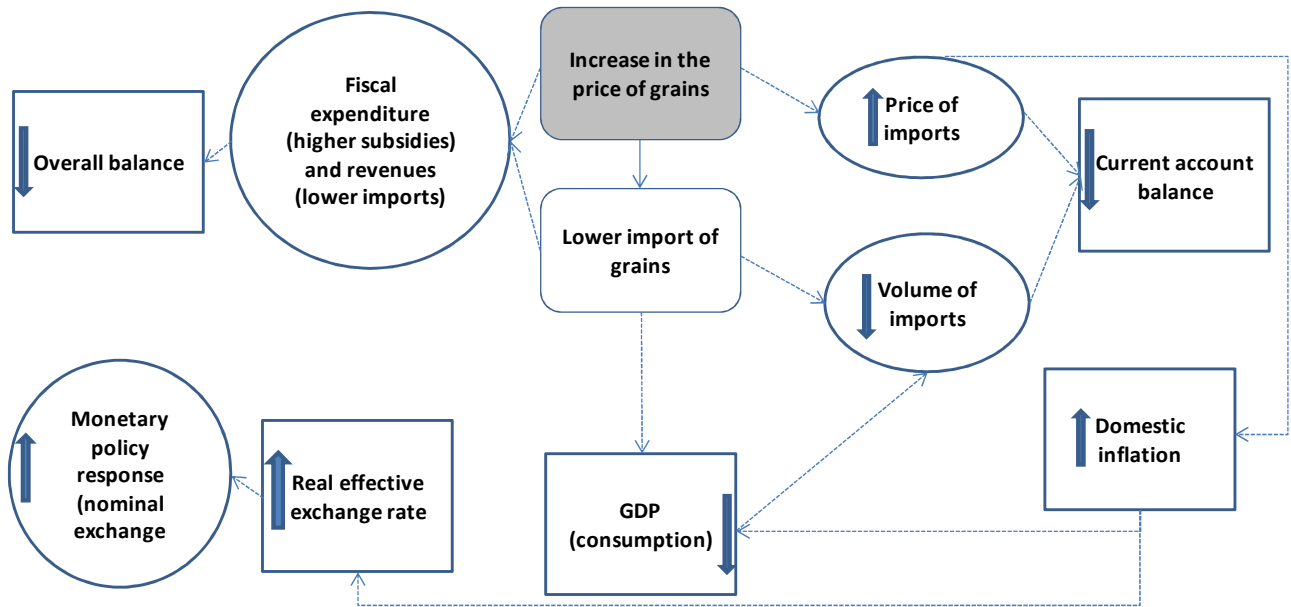 Increase in the
price of grains
Fiscal
expenditure
(higher subsidies)
and revenues
(lower imports)
Overall balance
Price of
imports
Current account
balance
Lower import of
grains
Volume of
imports
Monetary
policy
response
(nominal
exchange
Real effective
exchange rate
GDP
(consumption)
Domestic
inflation